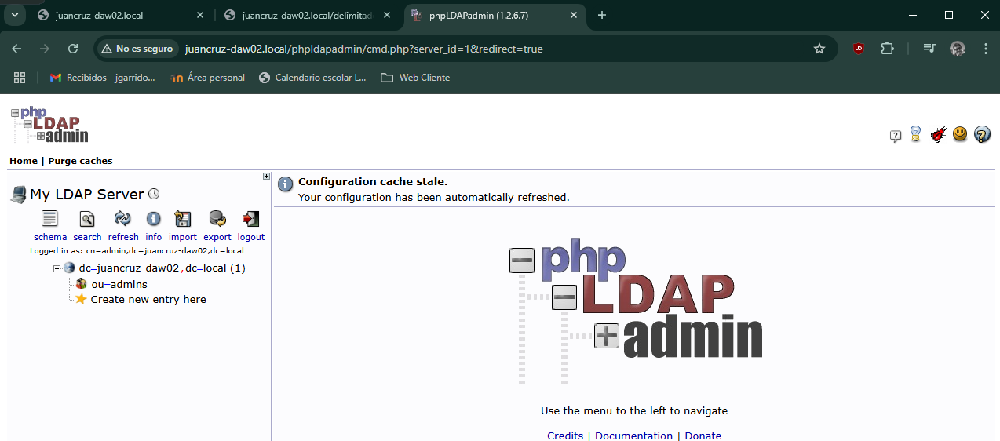 juancruz-daw02.local
juancruz-daw02.local/delimitad
phpLDAPadmin (1.2.6.7) -
No es seguro
juancruz-daw02.local/phpldapadmin/cmd.php?server_id=1&redirect=true
Recibidos - jgarrido...
Área personal
Calendario escolar L...
Web Cliente
php
LDAP
admin
Home | Purge caches
My LDAP Server
schema search refresh info import export logout
Logged in as: cn=admin,dc=juancruz-daw02,dc=local
dc=juancruz-daw02,dc=local (1)
ou=admins
Create new entry here
Configuration cache stale.
Your configuration has been automatically refreshed.
php
LDAP
admin
Use the menu to the left to navigate
Credits | Documentation | Donate